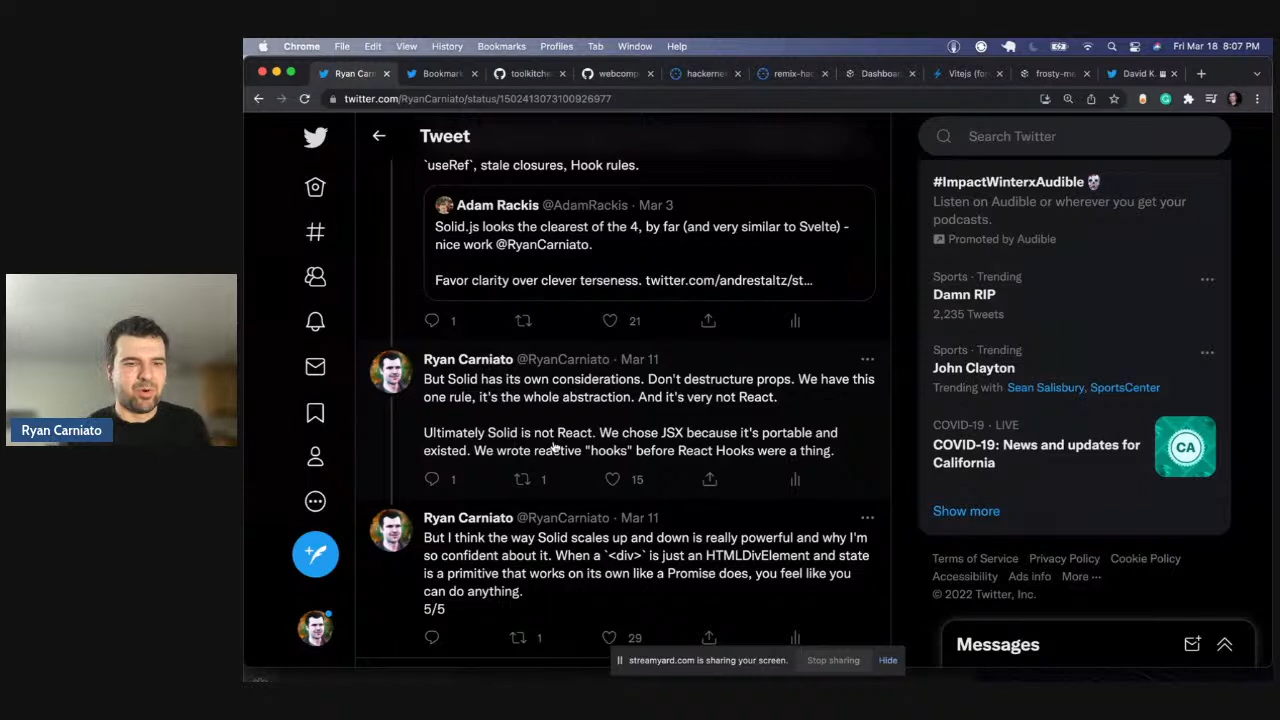 Chrome File Edit View History Bookmarks Profiles Tab Window Help Fri Mar 18 8:07 PM
Ryan Carn Bookmark toolkitche webcomp hackerne remix-hac Dashboar Vitejs (for frosty-me David K.
twitter.com/RyanCarniato/status/1502413073100926977
Tweet
Search Twitter
`useRef`, stale closures, Hook rules.
Adam Rackis @AdamRackis · Mar 3
Solid.js looks the clearest of the 4, by far (and very similar to Svelte) -
nice work @RyanCarniato.
Favor clarity over clever terseness. twitter.com/andrestaltz/st...
1 21
Ryan Carniato @RyanCarniato · Mar 11
But Solid has its own considerations. Don't destructure props. We have this
one rule, it's the whole abstraction. And it's very not React.
Ultimately Solid is not React. We chose JSX because it's portable and
existed. We wrote reactive "hooks" before React Hooks were a thing.
1 1 15
Ryan Carniato @RyanCarniato · Mar 11
But I think the way Solid scales up and down is really powerful and why I'm
so confident about it. When a `<div>` is just an HTMLDivElement and state
is a primitive that works on its own like a Promise does, you feel like you
can do anything.
5/5
1 29
#ImpactWinterxAudible
Listen on Audible or wherever you get your
podcasts.
Promoted by Audible
Sports · Trending
Damn RIP
2,235 Tweets
Sports · Trending
John Clayton
Trending with Sean Salisbury, SportsCenter
COVID-19 · LIVE
COVID-19: News and updates for
California
CA
Show more
Terms of Service Privacy Policy Cookie Policy
Accessibility Ads info More ···
© 2022 Twitter, Inc.
Messages
streamyard.com is sharing your screen. Stop sharing Hide
Ryan Carniato